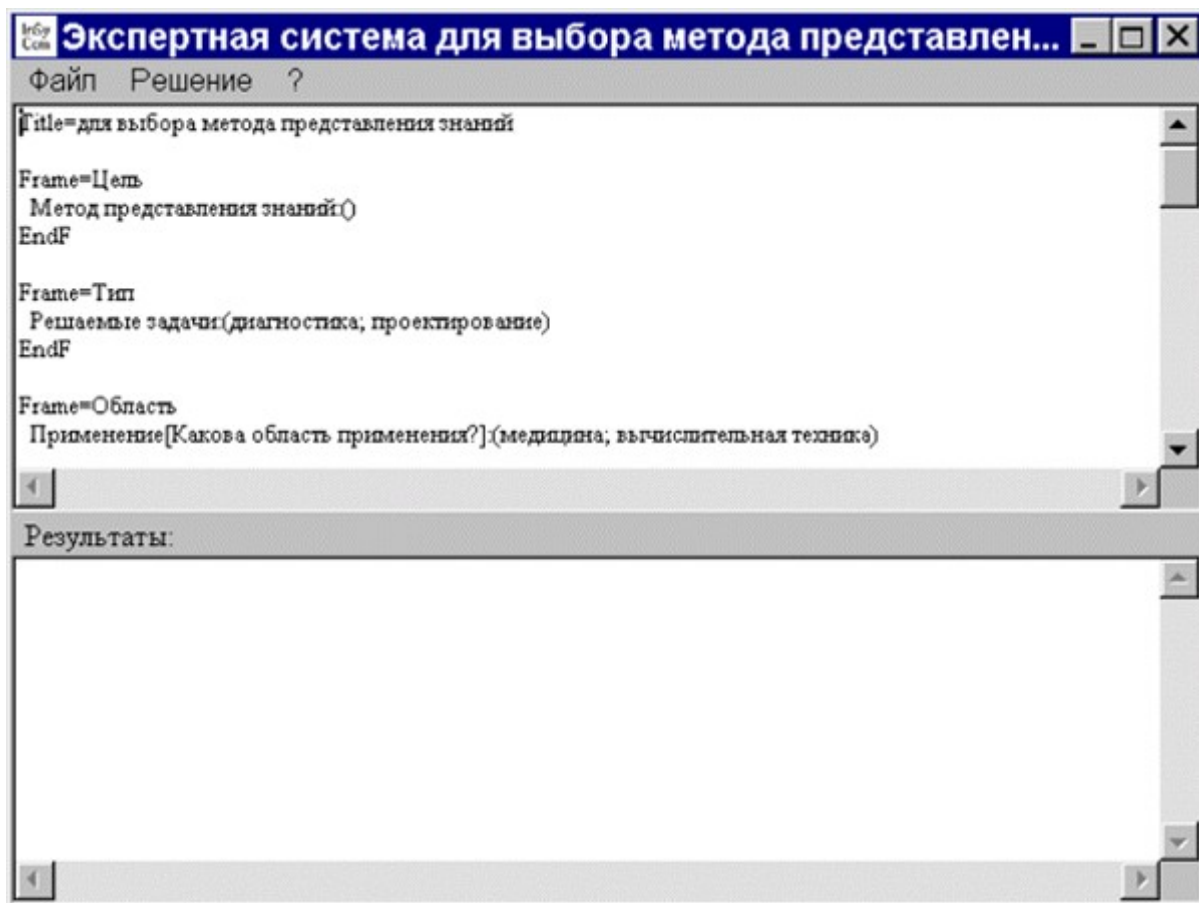 Экспертная система для выбора метода представлен...
Файл Решение ?
Title=для выбора метода представления знаний
Frame=Цель
Метод представления знаний:()
EndF
Frame=Тип
Решаемые задачи:(диагностика; проектирование)
EndF
Frame=Область
Применение[Какова область применения?]:(медицина; вычислительная техника)
Результаты: